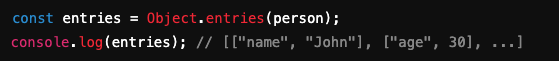 const entries = Object.entries(person);
console.log(entries); // [["name", "John"], ["age", 30], ...]